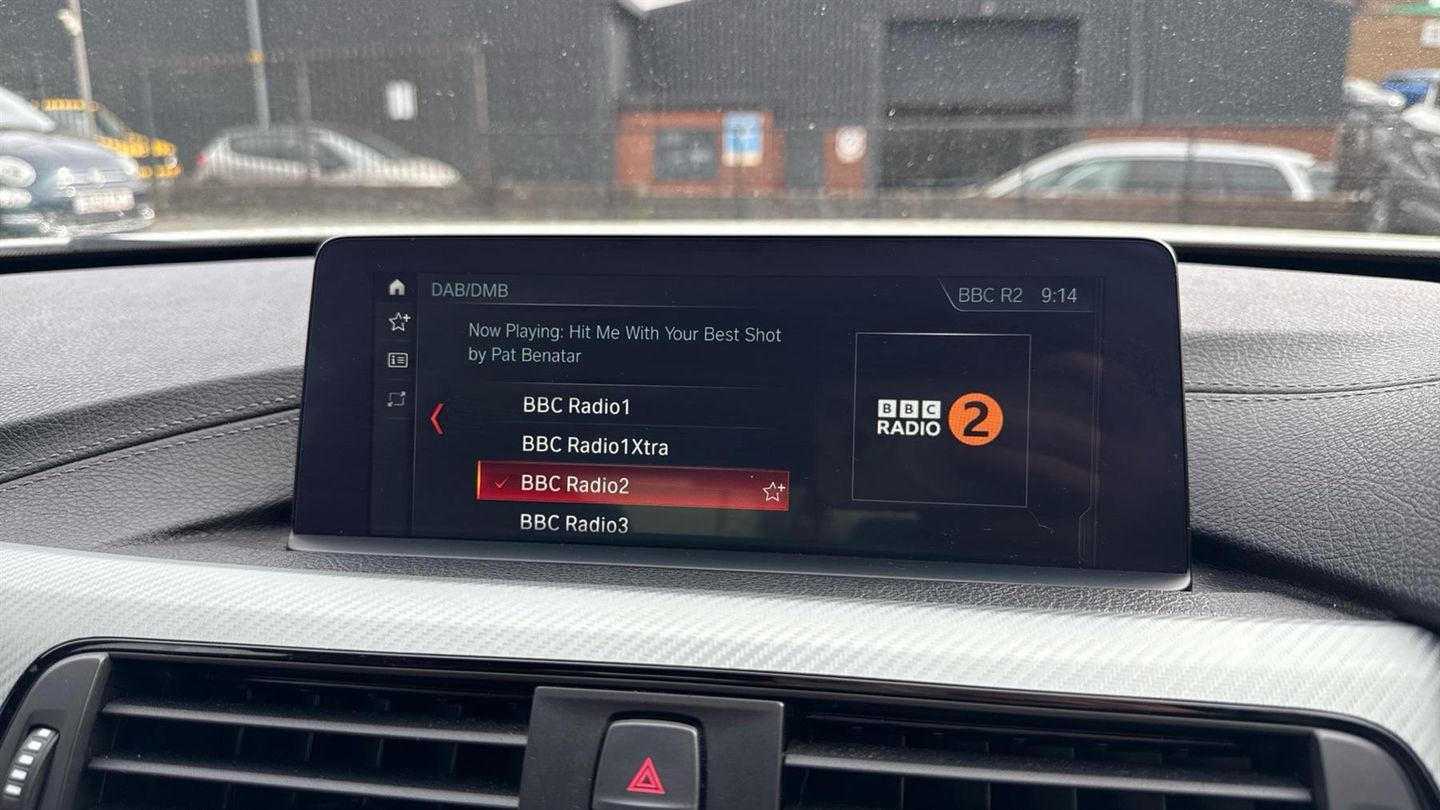 DAB/DMB
BBC R2 9:14
Now Playing: Hit Me With Your Best Shot
by Pat Benatar
BBC Radio1
BBC Radio1Xtra
BBC Radio2
BBC Radio3
BBC
RADIO 2